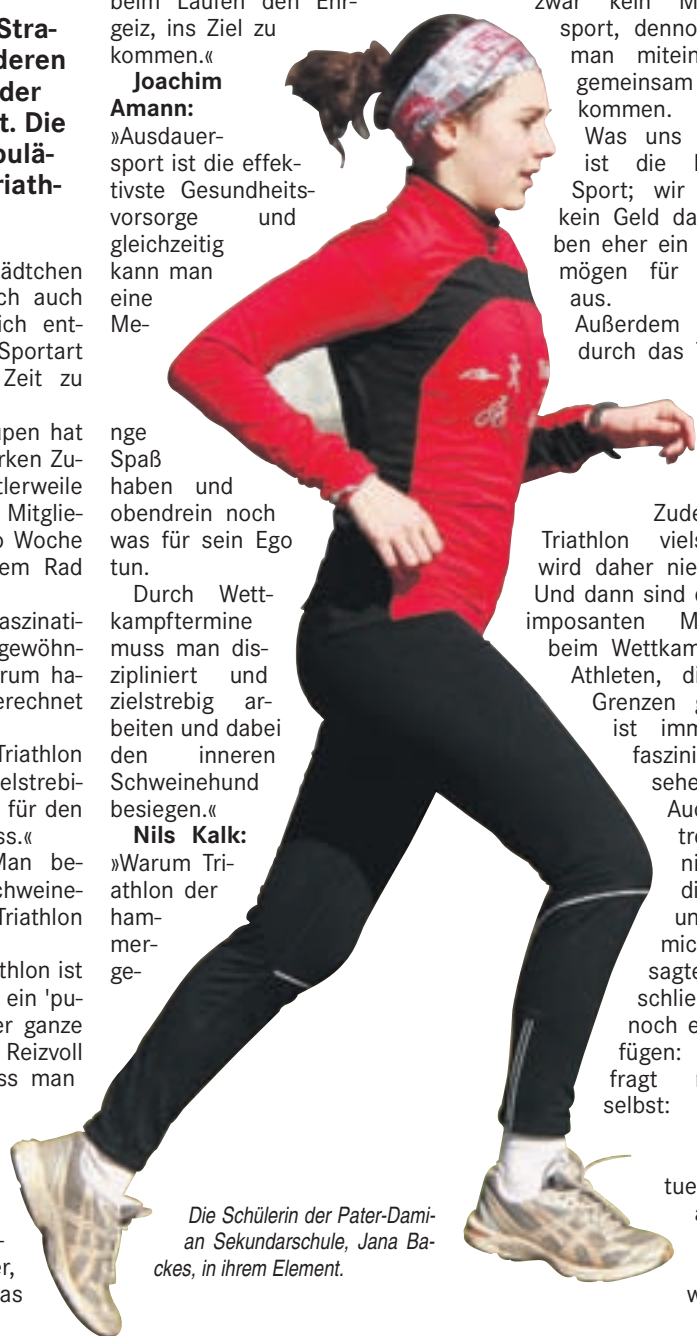 Stra-
deren
der
t. Die
pulä-
riath-
ädtchen
ch auch
ich ent-
Sportart
Zeit zu
upen hat
rken Zu-
tlerweile
Mitglie-
o Woche
em Rad
aszinati-
gewöhn-
rum ha-
erechnet
Triathlon
elstrebi-
für den
ss.«
Man be-
chweine-
Triathlon
thlon ist
ein 'pu-
er ganze
Reizvoll
ss man
-
er,
as
beim Laufen den Ehr-
geiz, ins Ziel zu
kommen.«
Joachim
Amann:
»Ausdauer-
sport ist die effek-
tivste Gesundheits-
vorsorge und
gleichzeitig
kann man
eine
Me-
nge
Spaß
haben und
obendrein noch
was für sein Ego
tun.
Durch Wett-
kampftermine
muss man dis-
zipliniert und
zielstrebig ar-
beiten und dabei
den inneren
Schweinehund
besiegen.«
Nils Kalk:
»Warum Tri-
athlon der
ham-
mer-
ge-
Die Schülerin der Pater-Dami-
an Sekundarschule, Jana Ba-
ckes, in ihrem Element.
zwar kein M
sport, denno
man mitein
gemeinsam
kommen.
Was uns
ist die
Sport; wir
kein Geld da
ben eher ein
mögen für
aus.
Außerdem
durch das
Zude
Triathlon viels
wird daher nie
Und dann sind
imposanten M
beim Wettkam
Athleten, di
Grenzen
ist imm
faszini
sehe
Auc
tre
ni
di
un
mic
sagte
schlie
noch e
fügen:
fragt
selbst:
tue
a
w